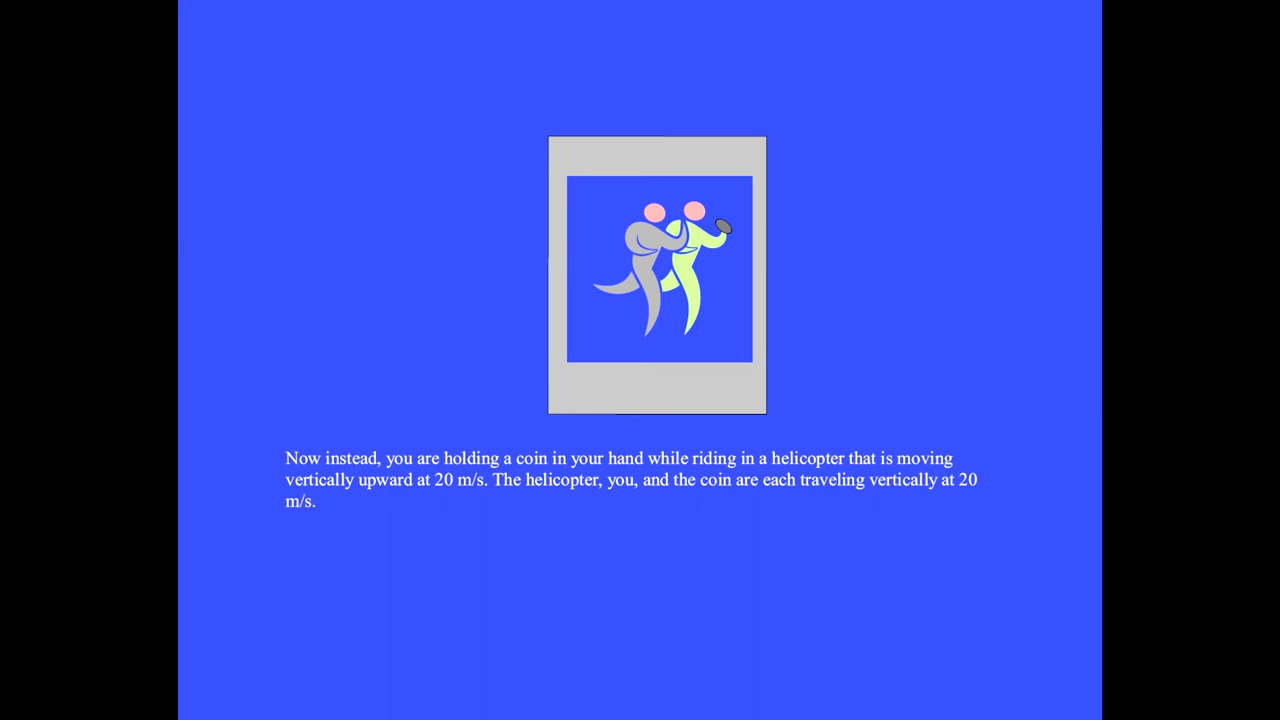 Now instead, you are holding a coin in your hand while riding in a helicopter that is moving
vertically upward at 20 m/s. The helicopter, you, and the coin are each traveling vertically at 20
m/s.